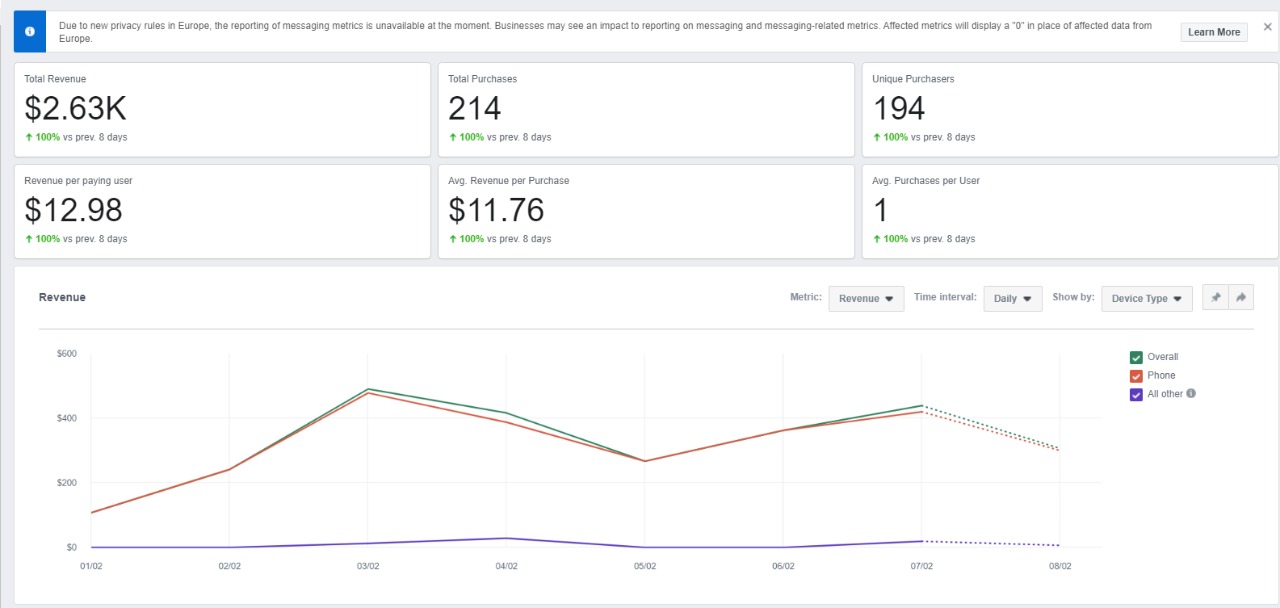 Due to new privacy rules in Europe, the reporting of messaging metrics is unavailable at the moment. Businesses may see an impact to reporting on messaging and messaging-related metrics. Affected metrics will display a "0" in place of affected data from
Europe.
Learn More
Total Revenue
$2.63K
100% vs prev. 8 days
Total Purchases
214
100% vs prev. 8 days
Unique Purchasers
194
100% vs prev. 8 days
Revenue per paying user
$12.98
100% vs prev. 8 days
Avg. Revenue per Purchase
$11.76
100% vs prev. 8 days
Avg. Purchases per User
1
100% vs prev. 8 days
Revenue
Metric: Revenue
Time interval: Daily
Show by: Device Type
$600
$400
$200
$0
01/02 02/02 03/02 04/02 05/02 06/02 07/02 08/02
Overall
Phone
All other